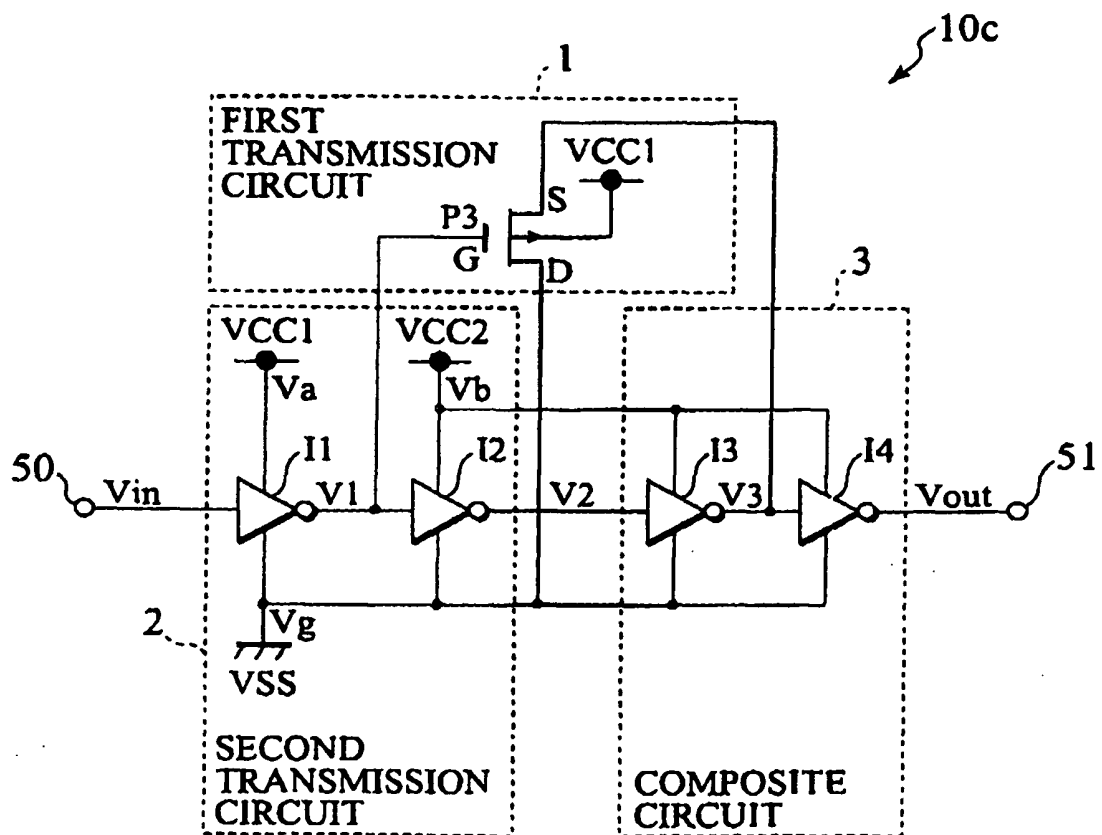 10c
1
FIRST
TRANSMISSION
CIRCUIT
VCC1
S
P3
G
D
3
VCC1
VCC2
Va
Vb
50
Vin
I1
V1
I2
V2
I3
V3
I4
Vout
51
2
Vg
VSS
SECOND
TRANSMISSION
CIRCUIT
COMPOSITE
CIRCUIT